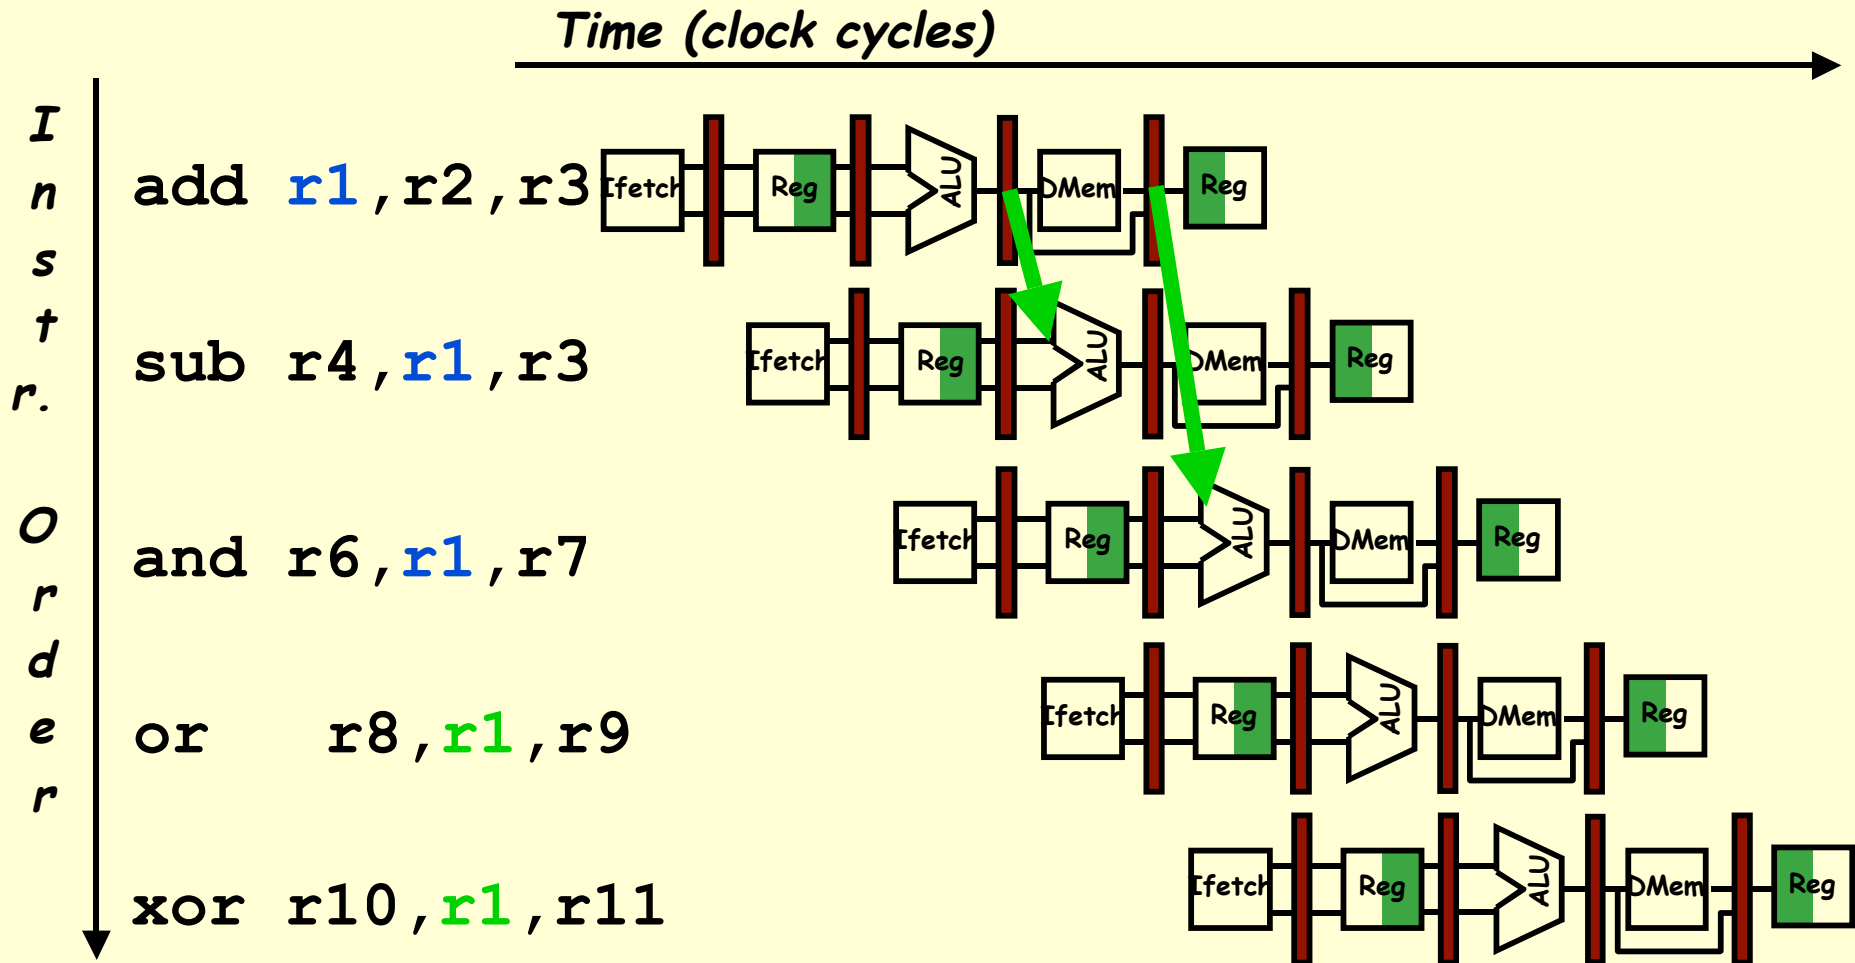 Time (clock cycles)
Instr. Order
add r1,r2,r3 Ifetch Reg ALU DMem Reg
sub r4,r1,r3 Ifetch Reg ALU DMem Reg
and r6,r1,r7 Ifetch Reg ALU DMem Reg
or r8,r1,r9 Ifetch Reg ALU DMem Reg
xor r10,r1,r11 Ifetch Reg ALU DMem Reg